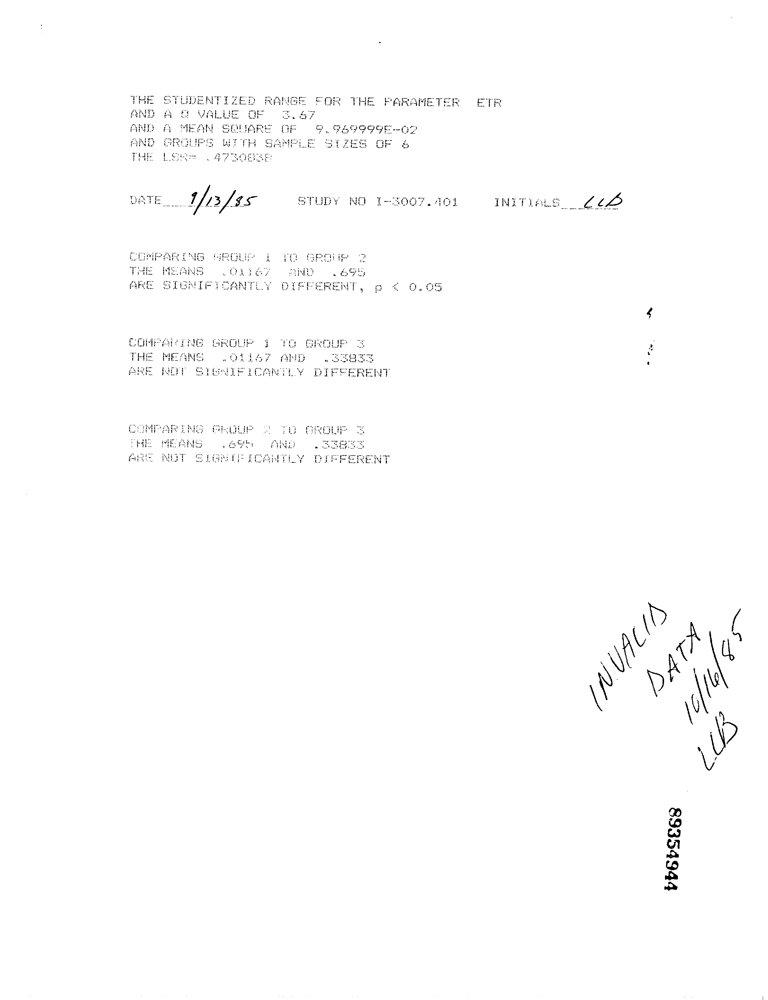 THE STUDENTIZED RANGE FOR THE PARAMETER ETR
AND A Q VALUE OF 3.67
AND A MEAN SQUARE OF 9.969999E-02
AND GROUPS WITH SAMPLE SIZES OF 6
THE LSR= .4730838
DATE 9/13/85 STUDY NO I-3007.401 INITIALS LLB
COMPARING GROUP 1 TO GROUP 2
THE MEANS .01167 AND .695
ARE SIGNIFICANTLY DIFFERENT, p < 0.05
COMPARING GROUP 1 TO GROUP 3
THE MEANS .01167 AND .33833
ARE NOT SIGNIFICANTLY DIFFERENT
COMPARING GROUP 2 TO GROUP 3
THE MEANS .695 AND .33833
ARE NOT SIGNIFICANTLY DIFFERENT
INVALID
DATA
10/16/85
LLB
89354944